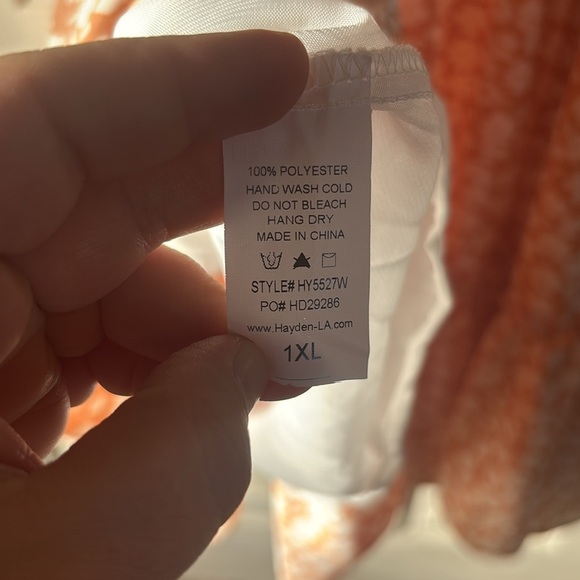 100% POLYESTER
HAND WASH COLD
DO NOT BLEACH
HANG DRY
MADE IN CHINA
STYLE# HY5527W
PO# HD29286
www.Hayden-LA.com
1XL